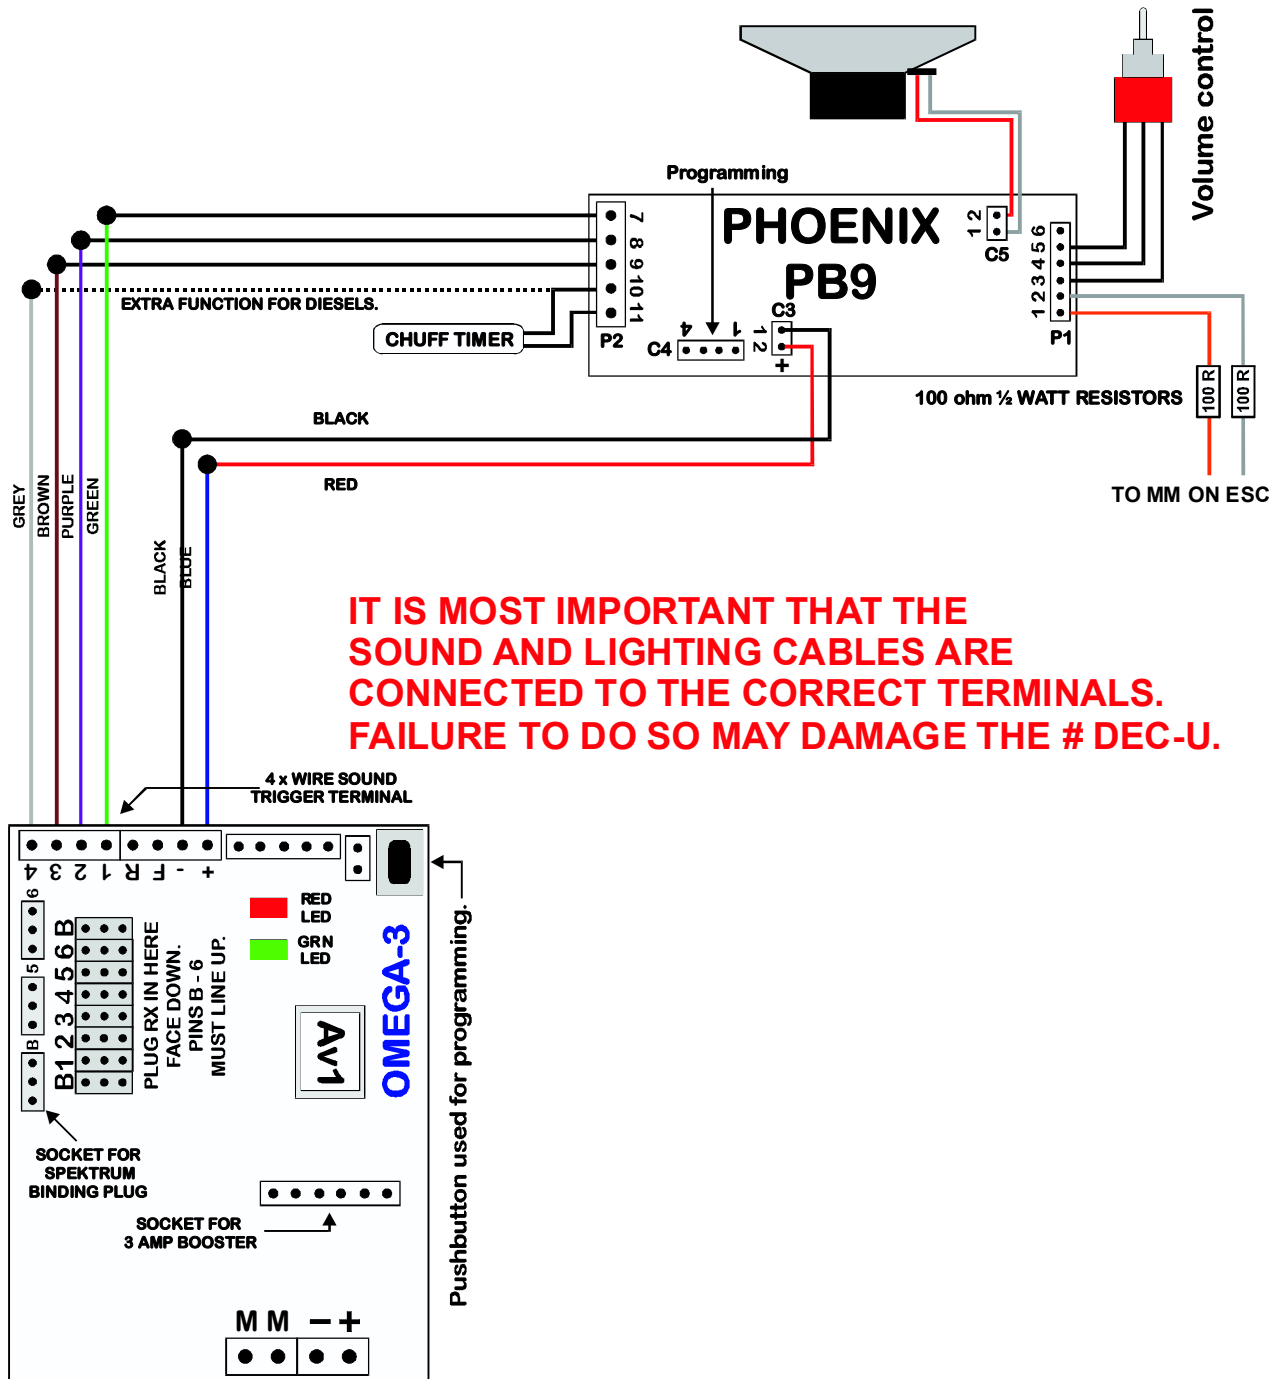 Volume control
Programming
PHOENIX
PB9
7
8
9
10
11
P2
1 2
C5
1 2 3 4 5 6
P1
C3
1 2
+
C4
4
1
EXTRA FUNCTION FOR DIESELS.
CHUFF TIMER
100 ohm ½ WATT RESISTORS
100 R
100 R
TO MM ON ESC
BLACK
RED
GREY
BROWN
PURPLE
GREEN
BLACK
BLUE
IT IS MOST IMPORTANT THAT THE
SOUND AND LIGHTING CABLES ARE
CONNECTED TO THE CORRECT TERMINALS.
FAILURE TO DO SO MAY DAMAGE THE # DEC-U.
4 x WIRE SOUND
TRIGGER TERMINAL
4 3 2 1 R F - +
6
5
B
B1 2 3 4 5 6 B
PLUG RX IN HERE
FACE DOWN.
PINS B - 6
MUST LINE UP.
RED
LED
GRN
LED
OMEGA-3
Av1
Pushbutton used for programming.
SOCKET FOR
SPEKTRUM
BINDING PLUG
SOCKET FOR
3 AMP BOOSTER
M M − +